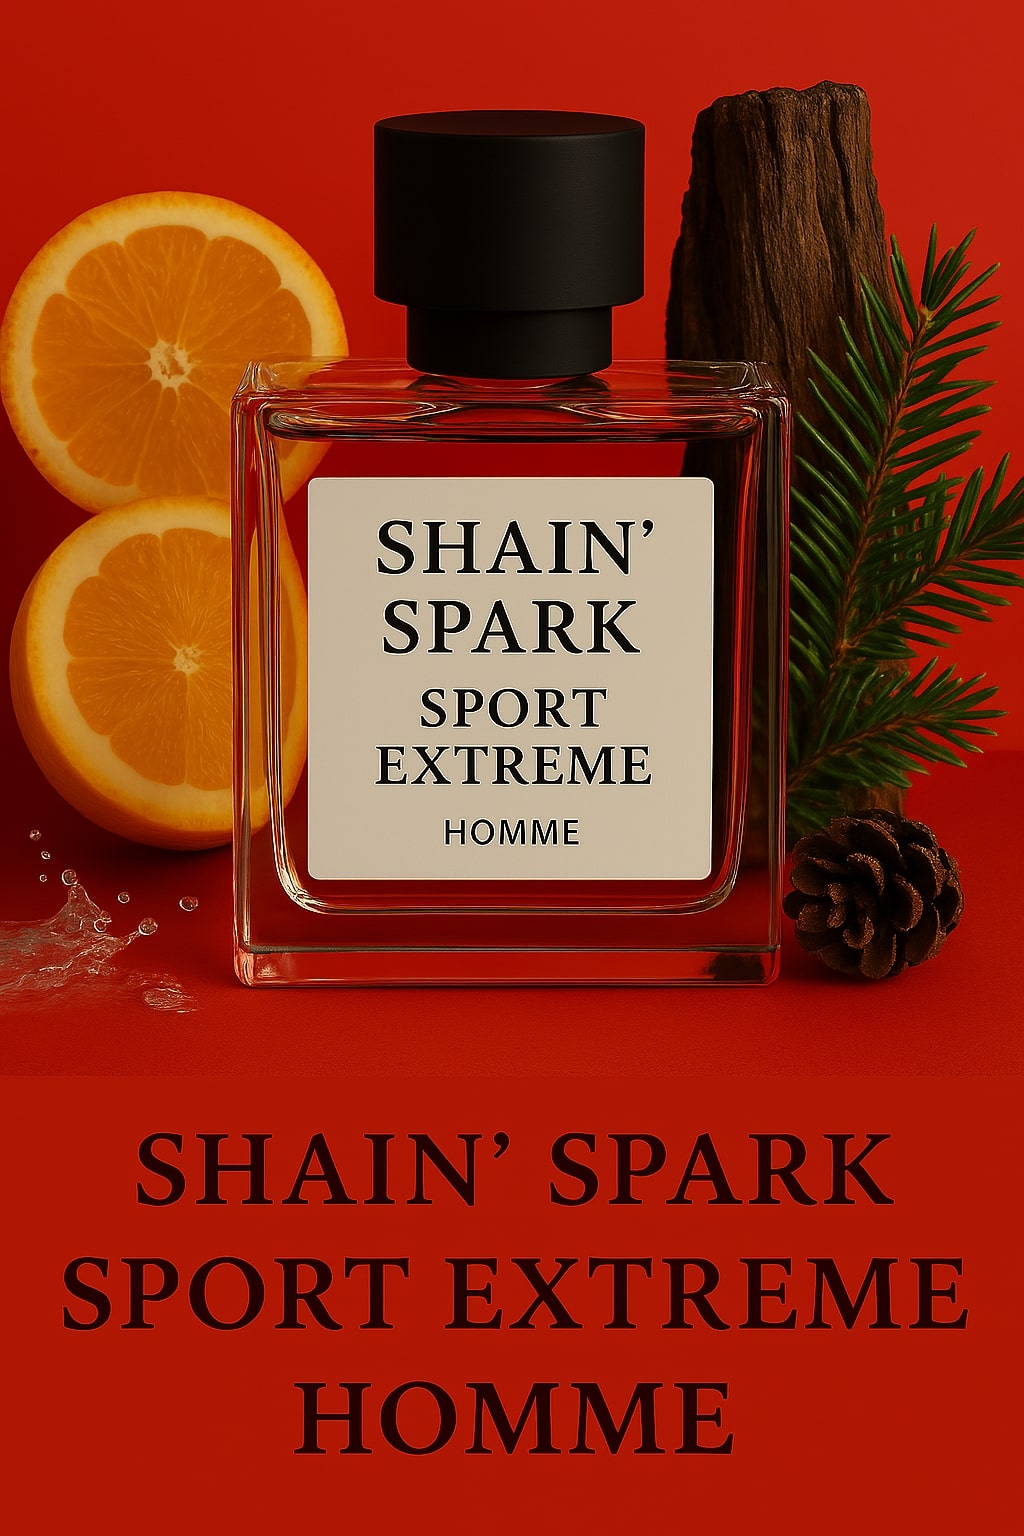 SHAIN’
SPARK
SPORT
EXTREME
HOMME
SHAIN’ SPARK
SPORT EXTREME
HOMME